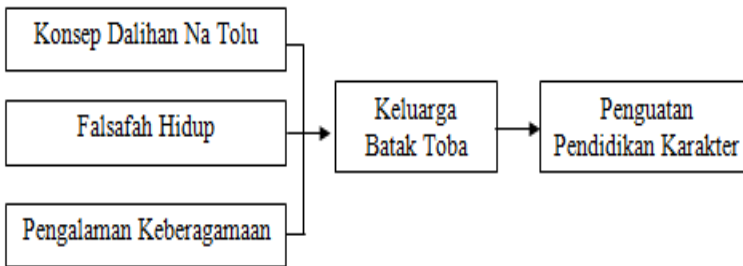 Konsep Dalihan Na Tolu
Falsafah Hidup
Pengalaman Keberagamaan
Keluarga
Batak Toba
Penguatan
Pendidikan Karakter